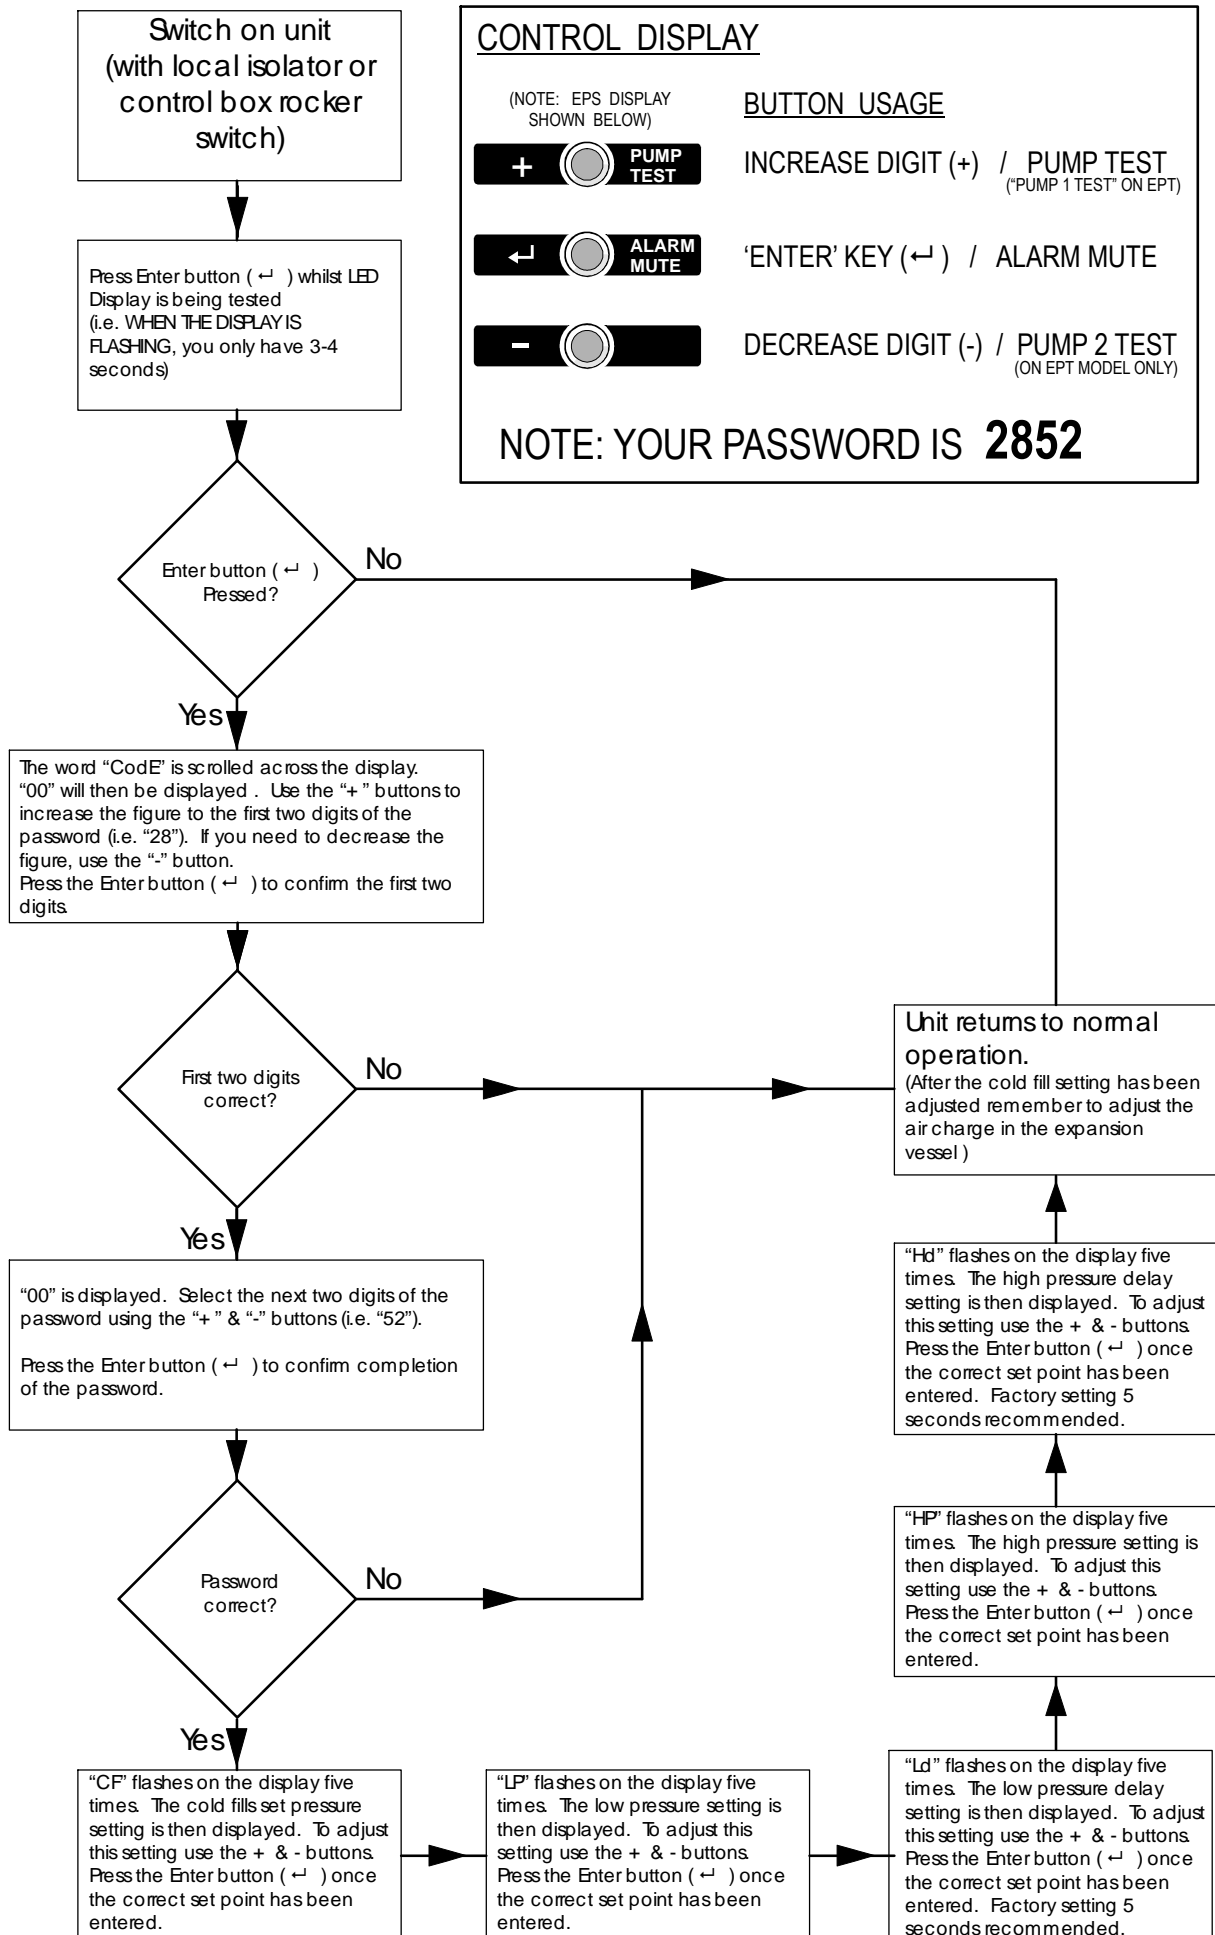 Switch on unit
(with local isolator or
control box rocker
switch)
CONTROL DISPLAY
(NOTE: EPS DISPLAY
SHOWN BELOW)
BUTTON USAGE
+ PUMP
TEST
INCREASE DIGIT (+) / PUMP TEST
("PUMP 1 TEST" ON EPT)
↵ ALARM
MUTE
'ENTER' KEY (↵) / ALARM MUTE
-
DECREASE DIGIT (-) / PUMP 2 TEST
(ON EPT MODEL ONLY)
NOTE: YOUR PASSWORD IS 2852
Press Enter button ( ↵ ) whilst LED
Display is being tested
(i.e. WHEN THE DISPLAY IS
FLASHING, you only have 3-4
seconds)
Enter button ( ↵ )
Pressed?
No
Yes
The word “CodE” is scrolled across the display.
“00” will then be displayed . Use the “+ ” buttons to
increase the figure to the first two digits of the
password (i.e. “28”). If you need to decrease the
figure, use the “-” button.
Press the Enter button ( ↵ ) to confirm the first two
digits.
First two digits
correct?
No
Yes
“00” is displayed. Select the next two digits of the
password using the “+ ” & “-” buttons (i.e. “52”).
Press the Enter button ( ↵ ) to confirm completion
of the password.
Password
correct?
No
Yes
“CF” flashes on the display five
times. The cold fills set pressure
setting is then displayed. To adjust
this setting use the + & - buttons.
Press the Enter button ( ↵ ) once
the correct set point has been
entered.
“LP” flashes on the display five
times. The low pressure setting is
then displayed. To adjust this
setting use the + & - buttons.
Press the Enter button ( ↵ ) once
the correct set point has been
entered.
“Ld” flashes on the display five
times. The low pressure delay
setting is then displayed. To adjust
this setting use the + & - buttons.
Press the Enter button ( ↵ ) once
the correct set point has been
entered. Factory setting 5
seconds recommended.
“HP” flashes on the display five
times. The high pressure setting is
then displayed. To adjust this
setting use the + & - buttons.
Press the Enter button ( ↵ ) once
the correct set point has been
entered.
“Hd” flashes on the display five
times. The high pressure delay
setting is then displayed. To adjust
this setting use the + & - buttons.
Press the Enter button ( ↵ ) once
the correct set point has been
entered. Factory setting 5
seconds recommended.
Unit returns to normal
operation.
(After the cold fill setting has been
adjusted remember to adjust the
air charge in the expansion
vessel )